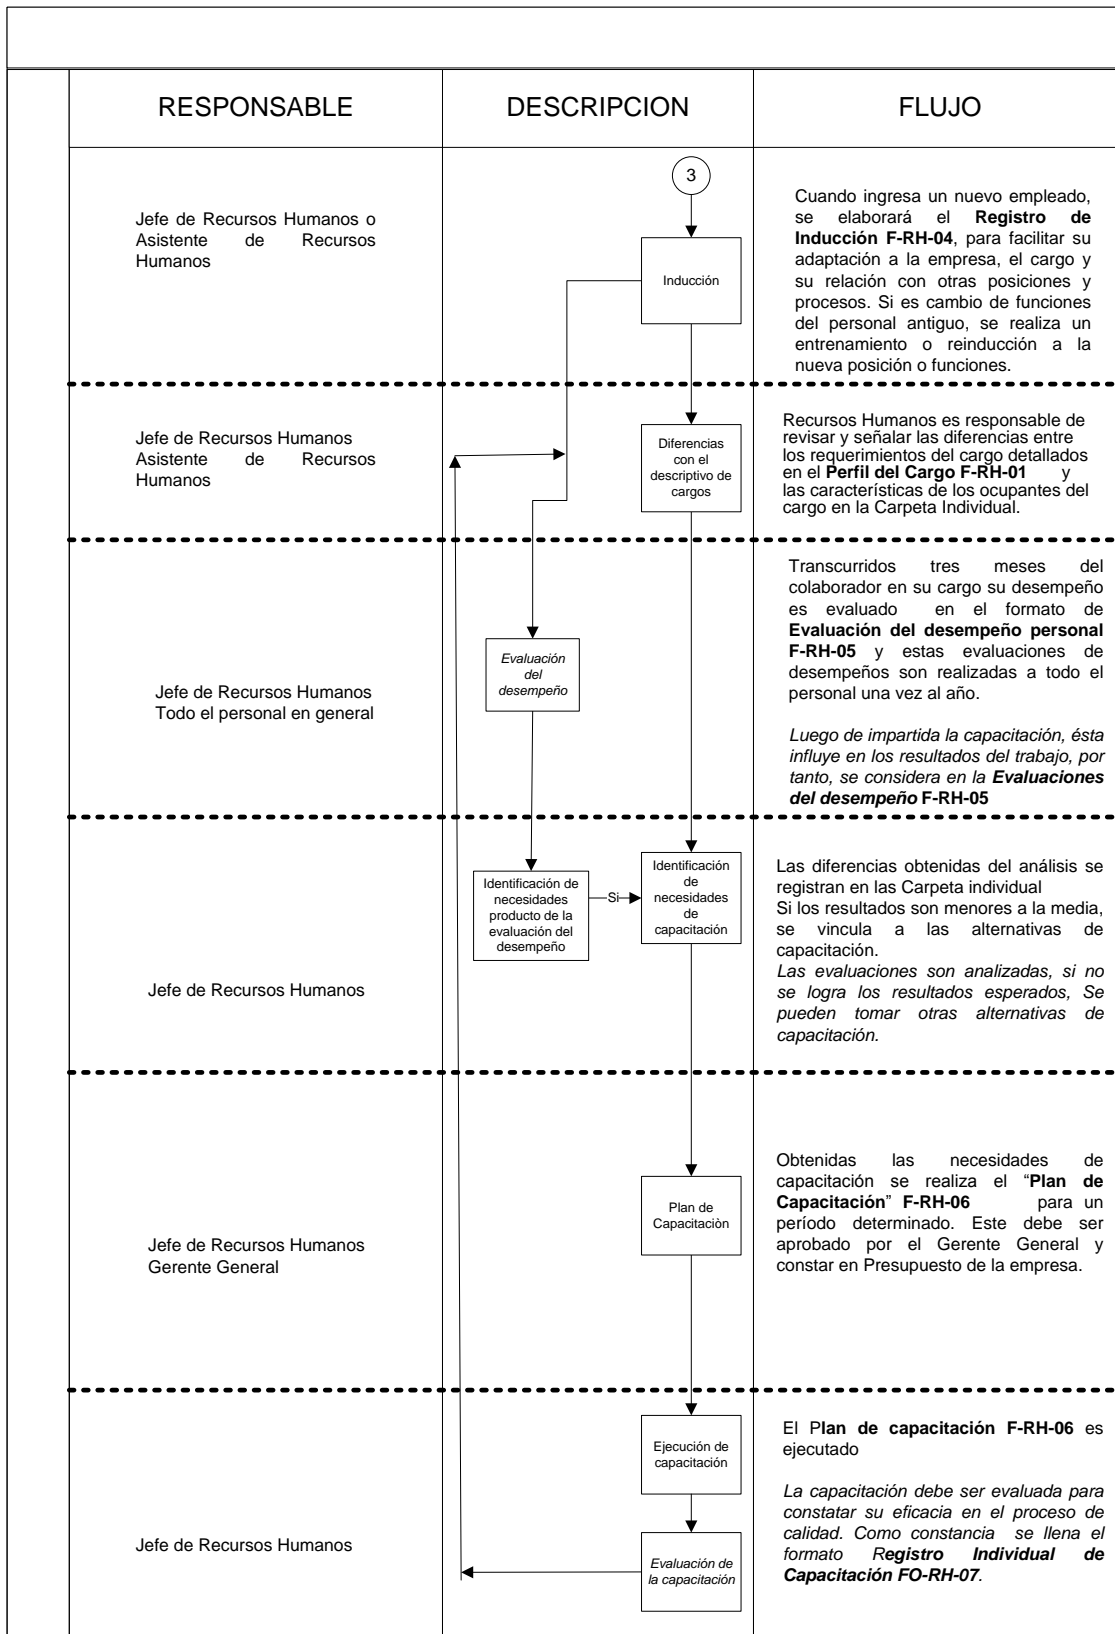 RESPONSABLE
DESCRIPCION
FLUJO
Jefe de Recursos Humanos o
Asistente de Recursos
Humanos
3
Inducción
Cuando ingresa un nuevo empleado,
se elaborará el Registro de
Inducción F-RH-04, para facilitar su
adaptación a la empresa, el cargo y
su relación con otras posiciones y
procesos. Si es cambio de funciones
del personal antiguo, se realiza un
entrenamiento o reinducción a la
nueva posición o funciones.
Jefe de Recursos Humanos
Asistente de Recursos
Humanos
Diferencias
con el
descriptivo de
cargos
Recursos Humanos es responsable de
revisar y señalar las diferencias entre
los requerimientos del cargo detallados
en el Perfil del Cargo F-RH-01 y
las características de los ocupantes del
cargo en la Carpeta Individual.
Jefe de Recursos Humanos
Todo el personal en general
Evaluación
del
desempeño
Transcurridos tres meses del
colaborador en su cargo su desempeño
es evaluado en el formato de
Evaluación del desempeño personal
F-RH-05 y estas evaluaciones de
desempeños son realizadas a todo el
personal una vez al año.
Luego de impartida la capacitación, ésta
influye en los resultados del trabajo, por
tanto, se considera en la Evaluaciones
del desempeño F-RH-05
Jefe de Recursos Humanos
Identificación de
necesidades
producto de la
evaluación del
desempeño
Si
Identificación
de
necesidades
de
capacitación
Las diferencias obtenidas del análisis se
registran en las Carpeta individual
Si los resultados son menores a la media,
se vincula a las alternativas de
capacitación.
Las evaluaciones son analizadas, si no
se logra los resultados esperados, Se
pueden tomar otras alternativas de
capacitación.
Jefe de Recursos Humanos
Gerente General
Plan de
Capacitaciòn
Obtenidas las necesidades de
capacitación se realiza el “Plan de
Capacitación” F-RH-06 para un
período determinado. Este debe ser
aprobado por el Gerente General y
constar en Presupuesto de la empresa.
Jefe de Recursos Humanos
Ejecución de
capacitación
Evaluación de
la capacitación
El Plan de capacitación F-RH-06 es
ejecutado
La capacitación debe ser evaluada para
constatar su eficacia en el proceso de
calidad. Como constancia se llena el
formato Registro Individual de
Capacitación FO-RH-07.